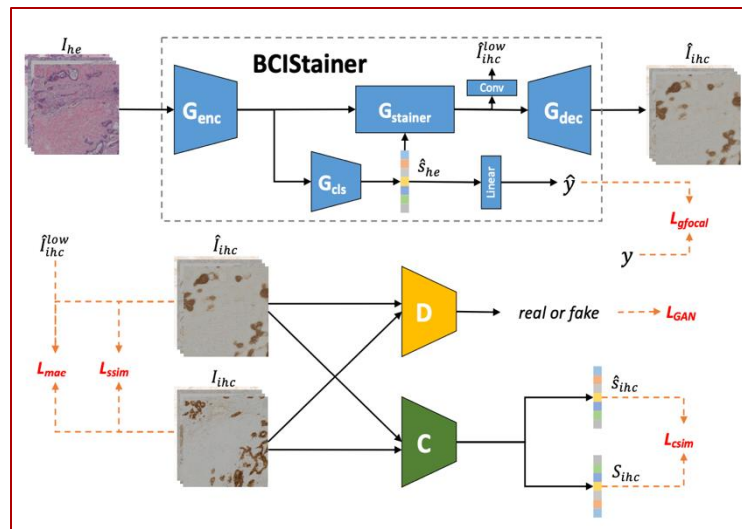 I_he
BCIStainer
Î_ihc^low
Î_ihc
Conv
G_enc
G_stainer
G_dec
G_cls
ŝ_he
Linear
ŷ
L_gfocal
y
Î_ihc^low
Î_ihc
D
real or fake
L_GAN
L_mae
L_ssim
I_ihc
ŝ_ihc
C
L_csim
S_ihc